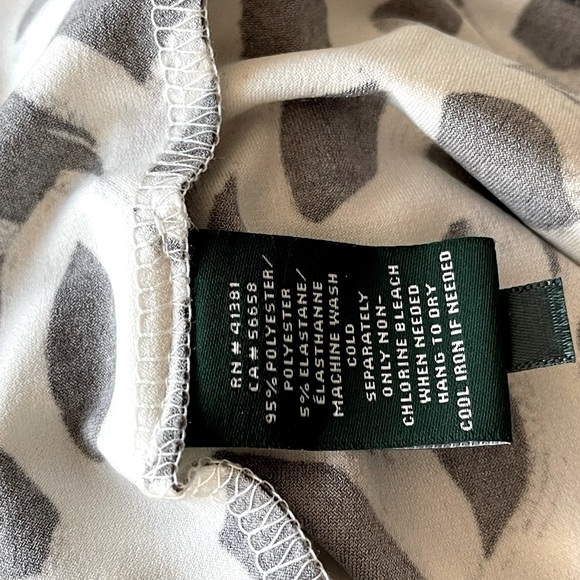 RN# 41381
CA# 56658
95% POLYESTER/
POLYESTER
5% ELASTANE/
ÉLASTHANNE
MACHINE WASH
COLD
SEPARATELY
ONLY NON-
CHLORINE BLEACH
WHEN NEEDED
HANG TO DRY
COOL IRON IF NEEDED